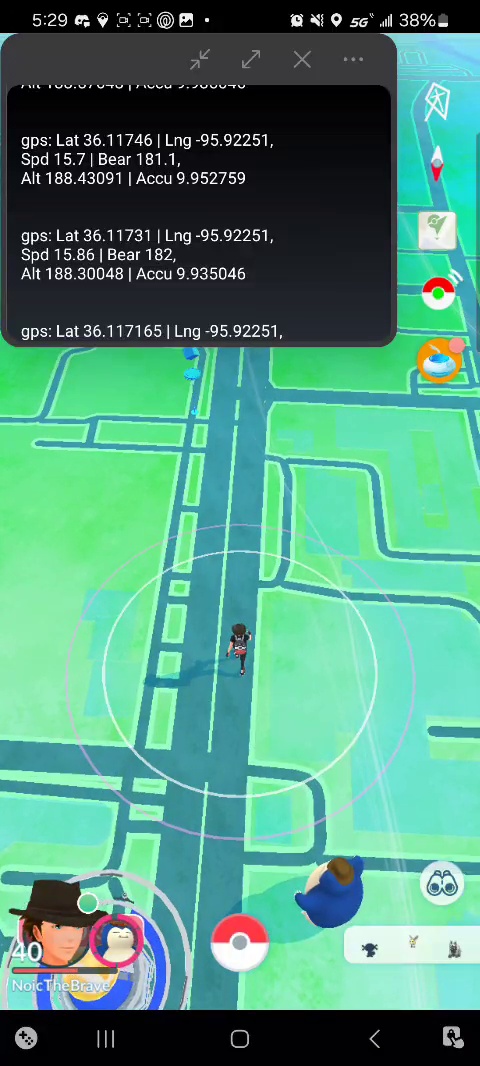 5:29
5G
38%
gps: Lat 36.11746 | Lng -95.92251,
Spd 15.7 | Bear 181.1,
Alt 188.43091 | Accu 9.952759
gps: Lat 36.11731 | Lng -95.92251,
Spd 15.86 | Bear 182,
Alt 188.30048 | Accu 9.935046
gps: Lat 36.117165 | Lng -95.92251,
40
NoicTheBrave